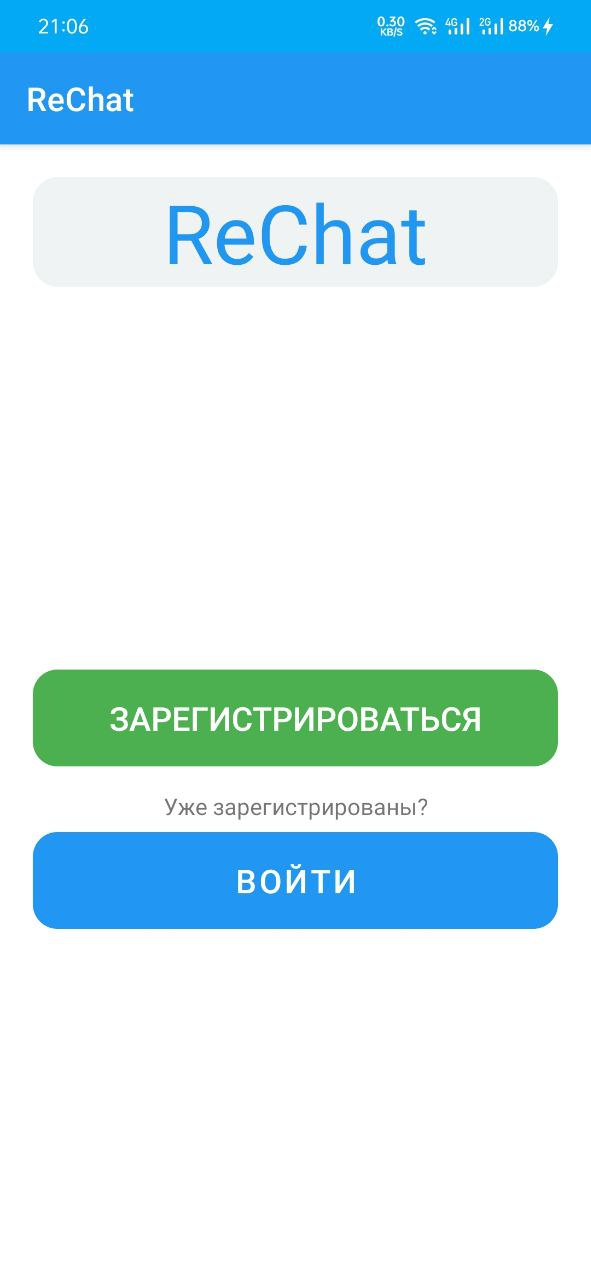 21:06 0.30 KB/S 4G 2G 88%
ReChat
ReChat
ЗАРЕГИСТРИРОВАТЬСЯ
Уже зарегистрированы?
ВОЙТИ